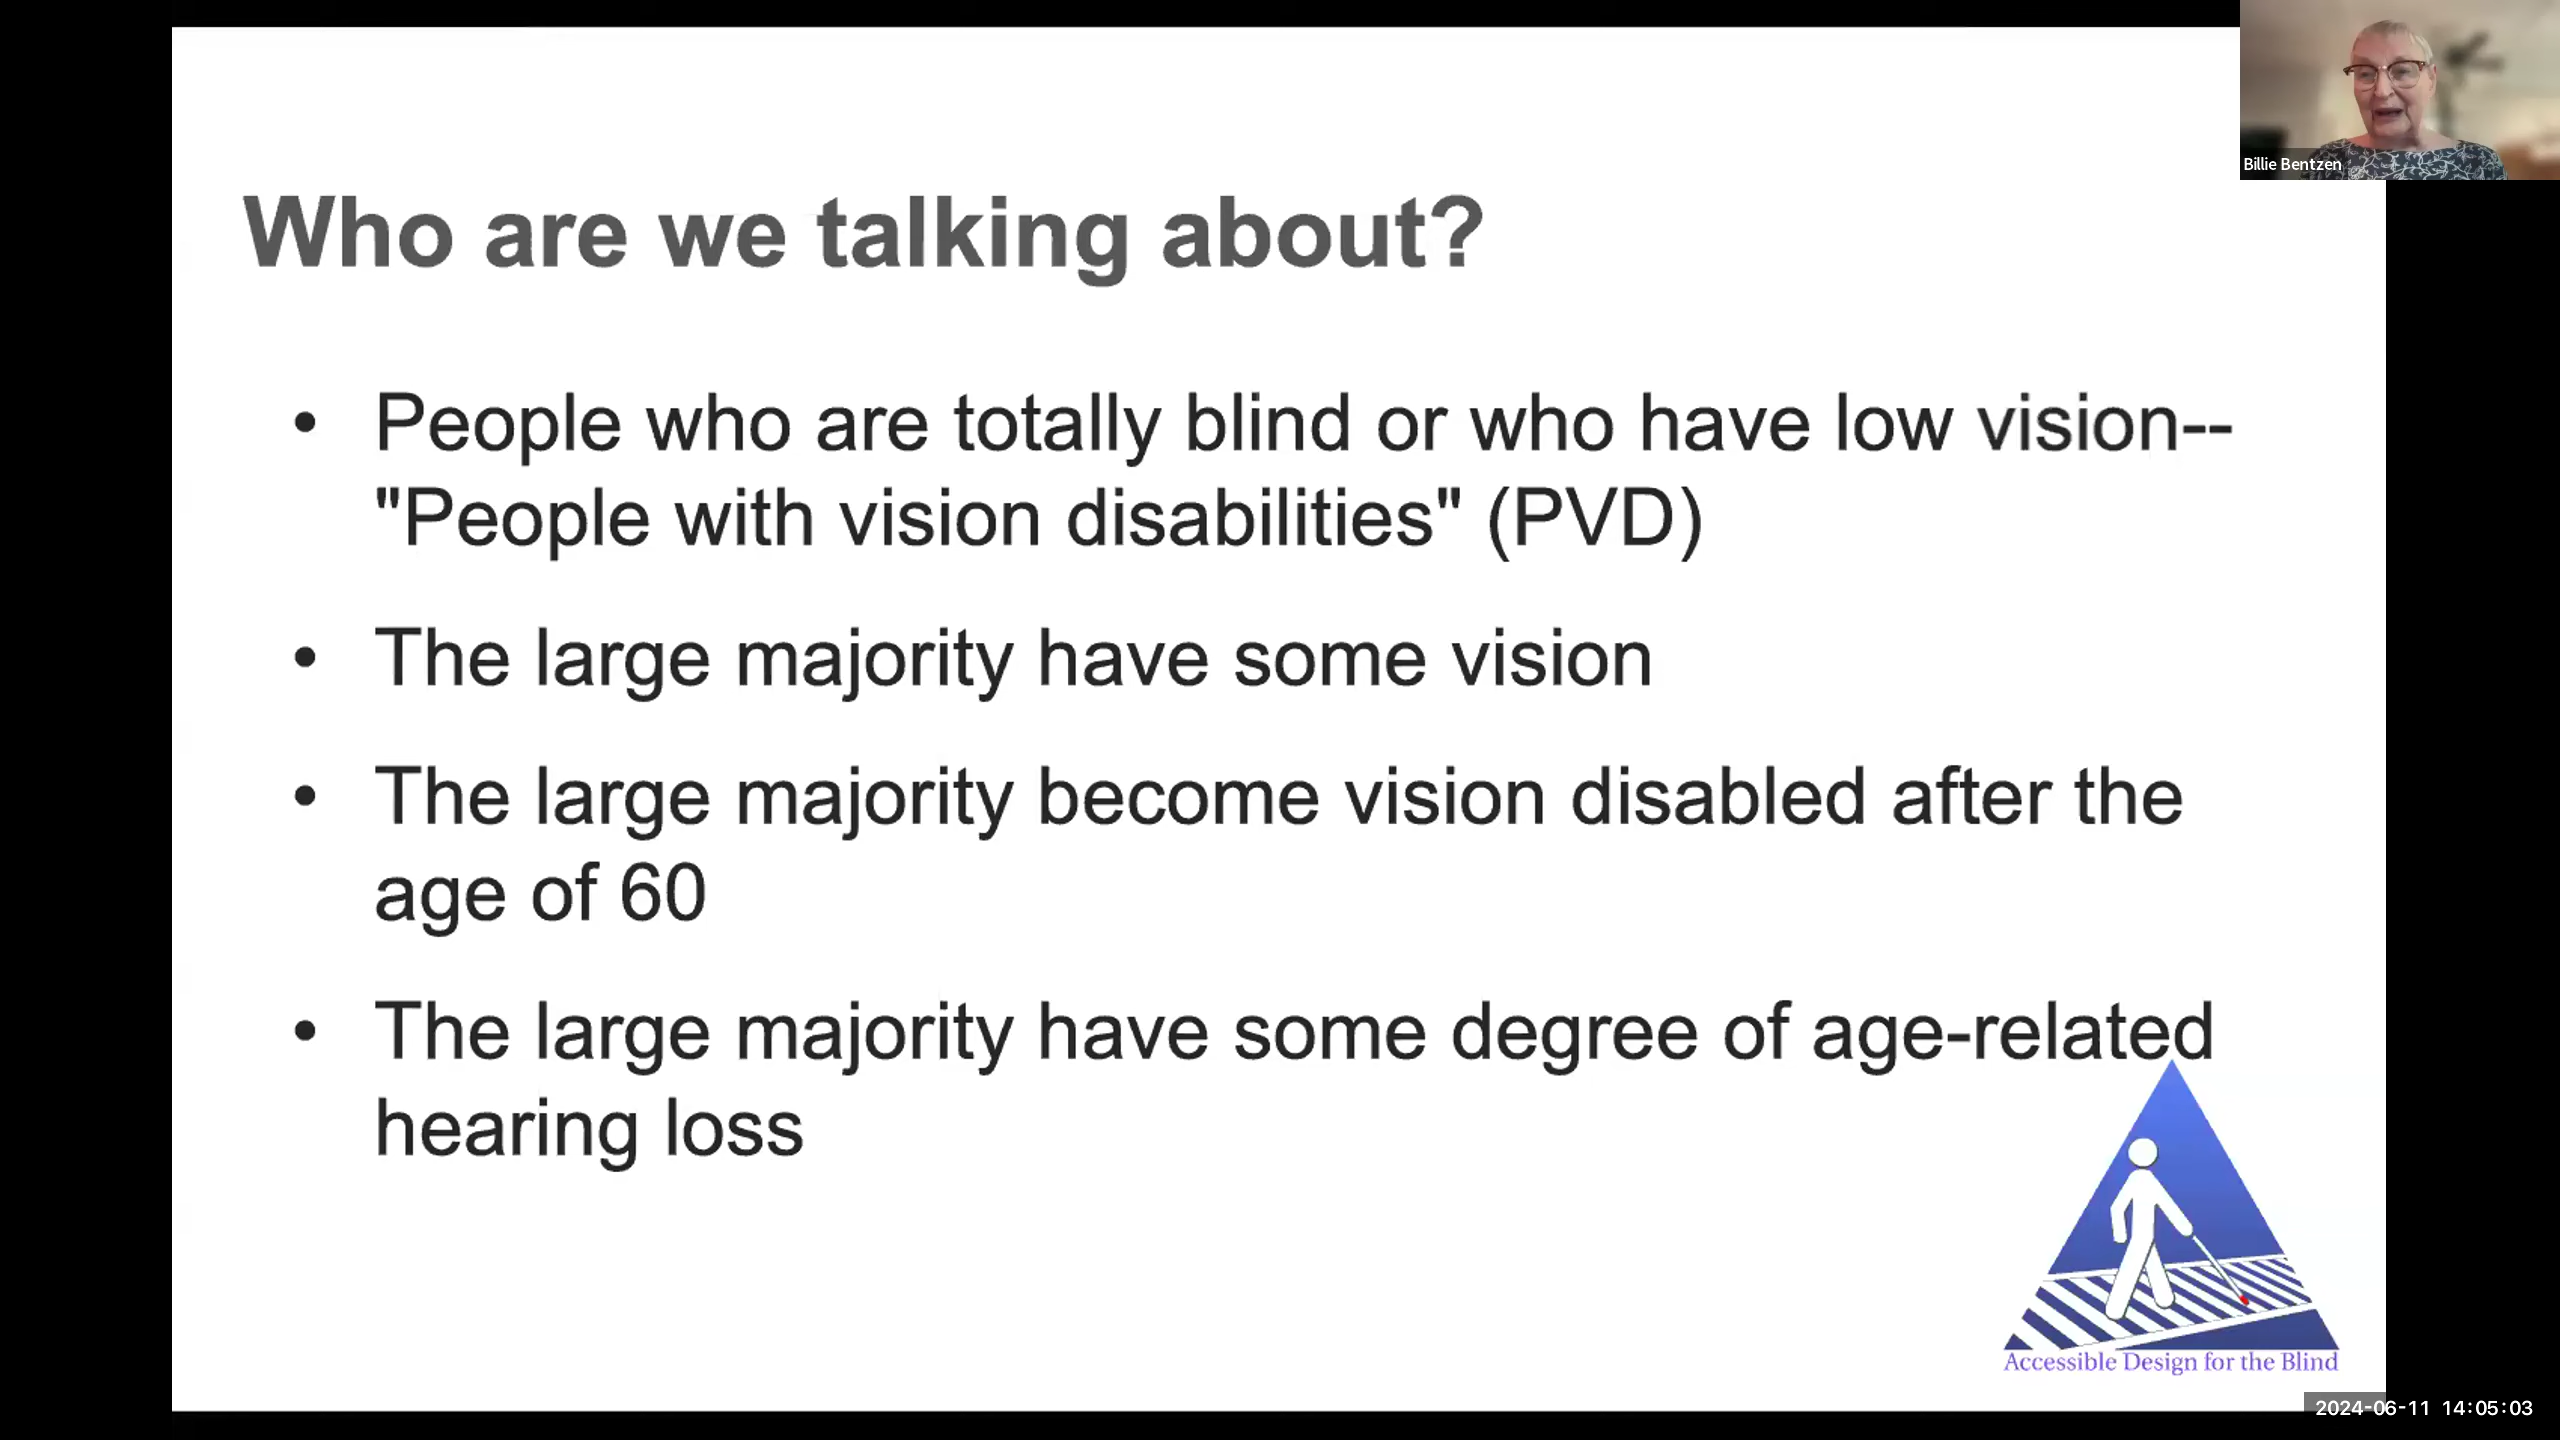 Billie Bentzen
Who are we talking about?
• People who are totally blind or who have low vision--
"People with vision disabilities" (PVD)
• The large majority have some vision
• The large majority become vision disabled after the
age of 60
• The large majority have some degree of age-related
hearing loss
Accessible Design for the Blind
2024-06-11 14:05:03